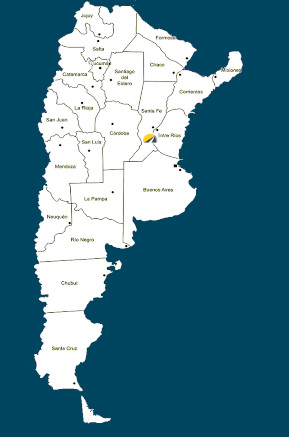 Jujuy
Formosa
Salta
Tucumán
Chaco
Misiones
Catamarca
Santiago
del
Estero
Corrientes
La Rioja
Santa Fe
San Juan
Córdoba
Entre Ríos
San Luis
Mendoza
Buenos Aires
La Pampa
Neuquén
Río Negro
Chubut
Santa Cruz